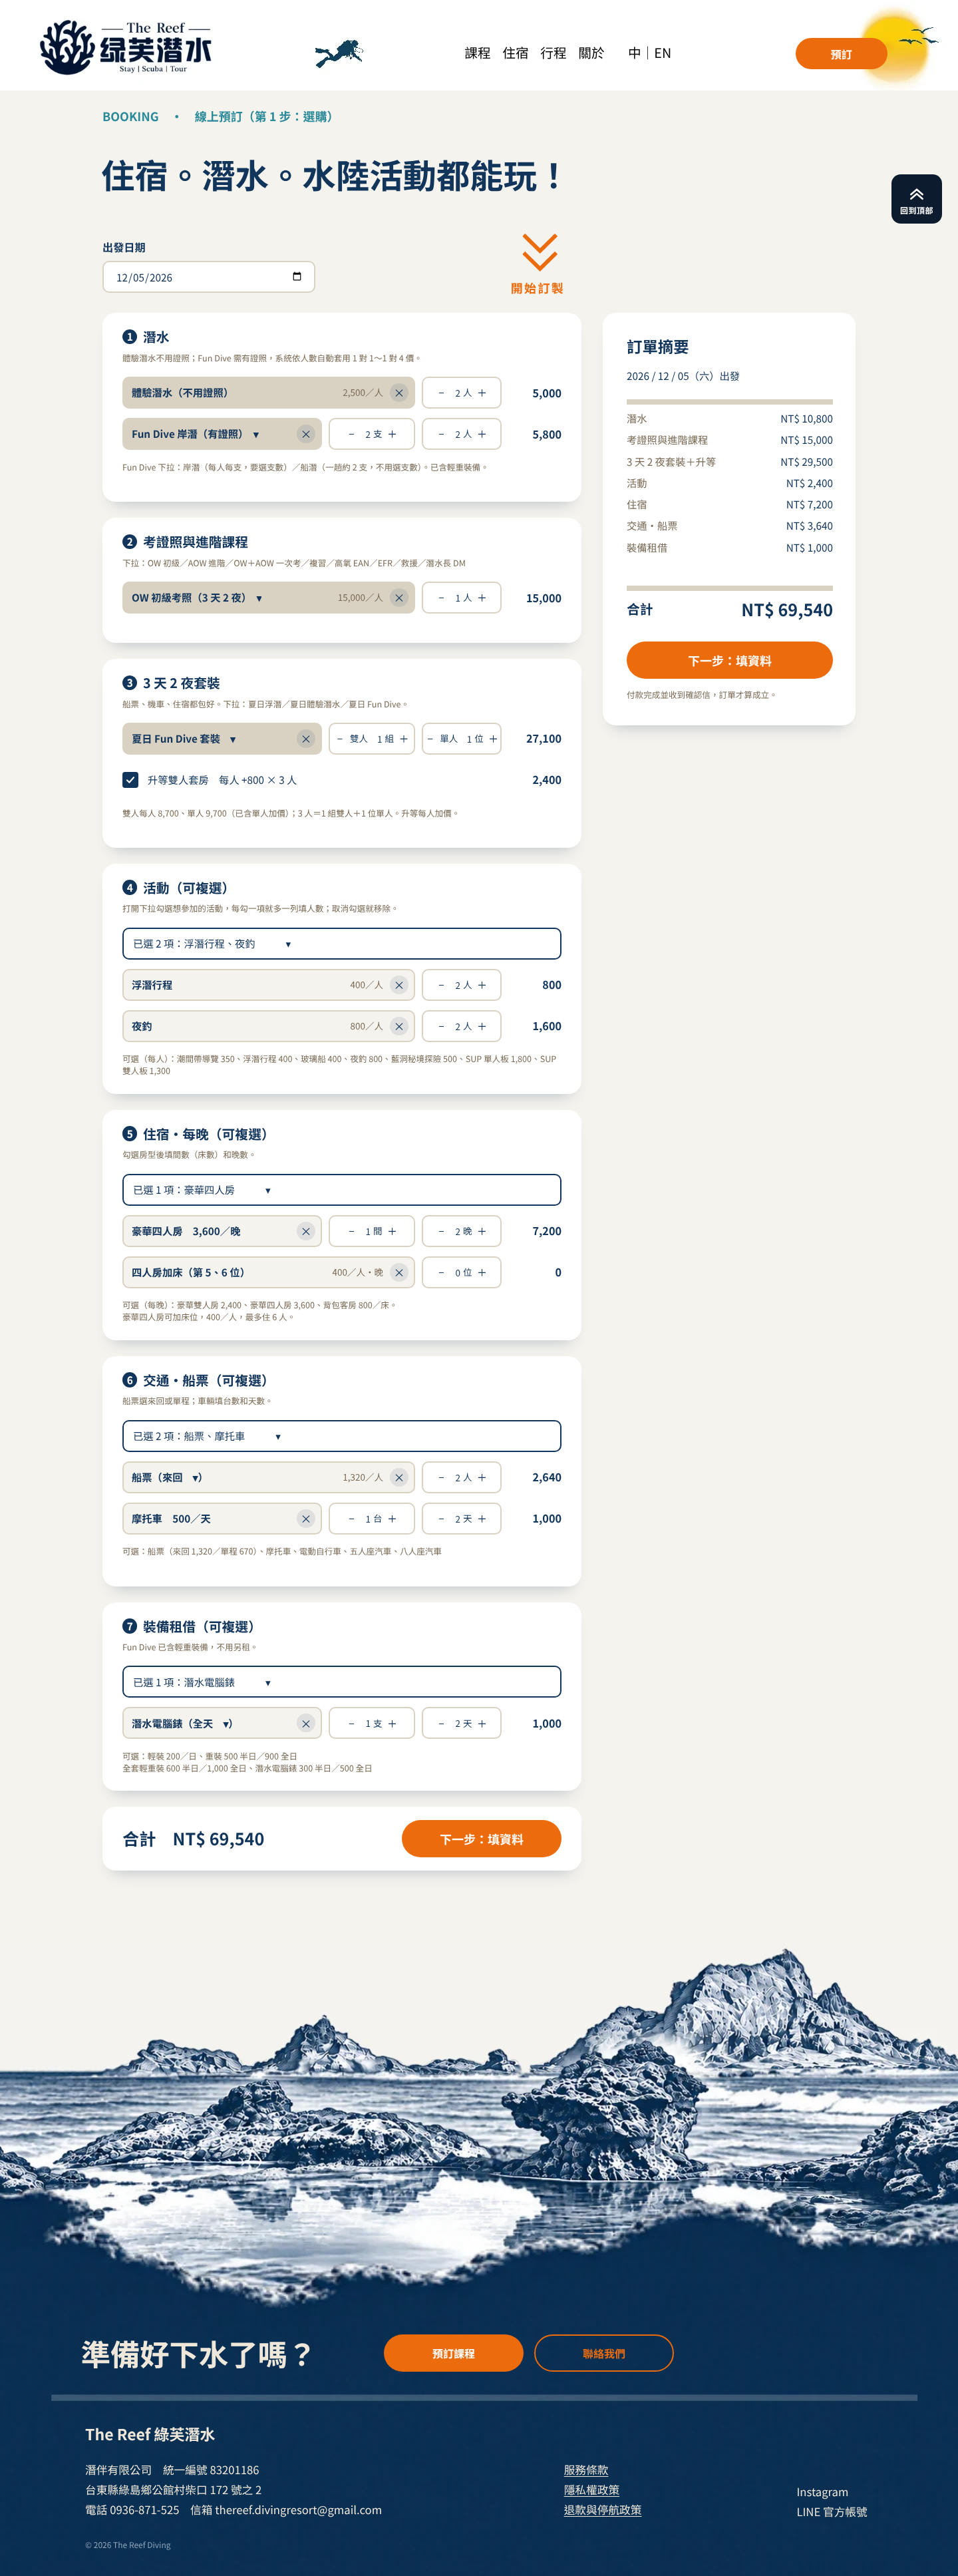 The Reef
綠芙潛水
Stay | Scuba | Tour
課程 住宿 行程 關於 中｜EN
預訂
BOOKING ・ 線上預訂（第 1 步：選購）
住宿。潛水。水陸活動都能玩！
回到頂部
出發日期
12/05/2026
開始訂製
1 潛水
體驗潛水不用證照；Fun Dive 需有證照，系統依人數自動套用 1 對 1～1 對 4 價。
體驗潛水（不用證照） 2,500／人 × − 2 人 ＋ 5,000
Fun Dive 岸潛（有證照） ▾ × − 2 支 ＋ − 2 人 ＋ 5,800
Fun Dive 下拉：岸潛（每人每支，要選支數）／船潛（一趟約 2 支，不用選支數）。已含輕重裝備。
2 考證照與進階課程
下拉：OW 初級／AOW 進階／OW＋AOW 一次考／複習／高氧 EAN／EFR／救援／潛水長 DM
OW 初級考照（3 天 2 夜） ▾ 15,000／人 × − 1 人 ＋ 15,000
3 3 天 2 夜套裝
船票、機車、住宿都包好。下拉：夏日浮潛／夏日體驗潛水／夏日 Fun Dive。
夏日 Fun Dive 套裝 ▾ × − 雙人 1 組 ＋ − 單人 1 位 ＋ 27,100
升等雙人套房 每人 +800 × 3 人 2,400
雙人每人 8,700、單人 9,700（已含單人加價）；3 人＝1 組雙人＋1 位單人。升等每人加價。
4 活動（可複選）
打開下拉勾選想參加的活動，每勾一項就多一列填人數；取消勾選就移除。
已選 2 項：浮潛行程、夜釣 ▾
浮潛行程 400／人 × − 2 人 ＋ 800
夜釣 800／人 × − 2 人 ＋ 1,600
可選（每人）：潮間帶導覽 350、浮潛行程 400、玻璃船 400、夜釣 800、藍洞秘境探險 500、SUP 單人板 1,800、SUP
雙人板 1,300
5 住宿・每晚（可複選）
勾選房型後填間數（床數）和晚數。
已選 1 項：豪華四人房 ▾
豪華四人房 3,600／晚 × − 1 間 ＋ − 2 晚 ＋ 7,200
四人房加床（第 5、6 位） 400／人・晚 × − 0 位 ＋ 0
可選（每晚）：豪華雙人房 2,400、豪華四人房 3,600、背包客房 800／床。
豪華四人房可加床位，400／人，最多住 6 人。
6 交通・船票（可複選）
船票選來回或單程；車輛填台數和天數。
已選 2 項：船票、摩托車 ▾
船票（來回 ▾） 1,320／人 × − 2 人 ＋ 2,640
摩托車 500／天 × − 1 台 ＋ − 2 天 ＋ 1,000
可選：船票（來回 1,320／單程 670）、摩托車、電動自行車、五人座汽車、八人座汽車
7 裝備租借（可複選）
Fun Dive 已含輕重裝備，不用另租。
已選 1 項：潛水電腦錶 ▾
潛水電腦錶（全天 ▾） × − 1 支 ＋ − 2 天 ＋ 1,000
可選：輕裝 200／日、重裝 500 半日／900 全日
全套輕重裝 600 半日／1,000 全日、潛水電腦錶 300 半日／500 全日
合計 NT$ 69,540
下一步：填資料
訂單摘要
2026 / 12 / 05（六）出發
潛水 NT$ 10,800
考證照與進階課程 NT$ 15,000
3 天 2 夜套裝＋升等 NT$ 29,500
活動 NT$ 2,400
住宿 NT$ 7,200
交通・船票 NT$ 3,640
裝備租借 NT$ 1,000
合計 NT$ 69,540
下一步：填資料
付款完成並收到確認信，訂單才算成立。
準備好下水了嗎？
預訂課程
聯絡我們
The Reef 綠芙潛水
潛伴有限公司 統一編號 83201186
台東縣綠島鄉公館村柴口 172 號之 2
電話 0936-871-525 信箱 thereef.divingresort@gmail.com
服務條款
隱私權政策
退款與停航政策
Instagram
LINE 官方帳號
© 2026 The Reef Diving